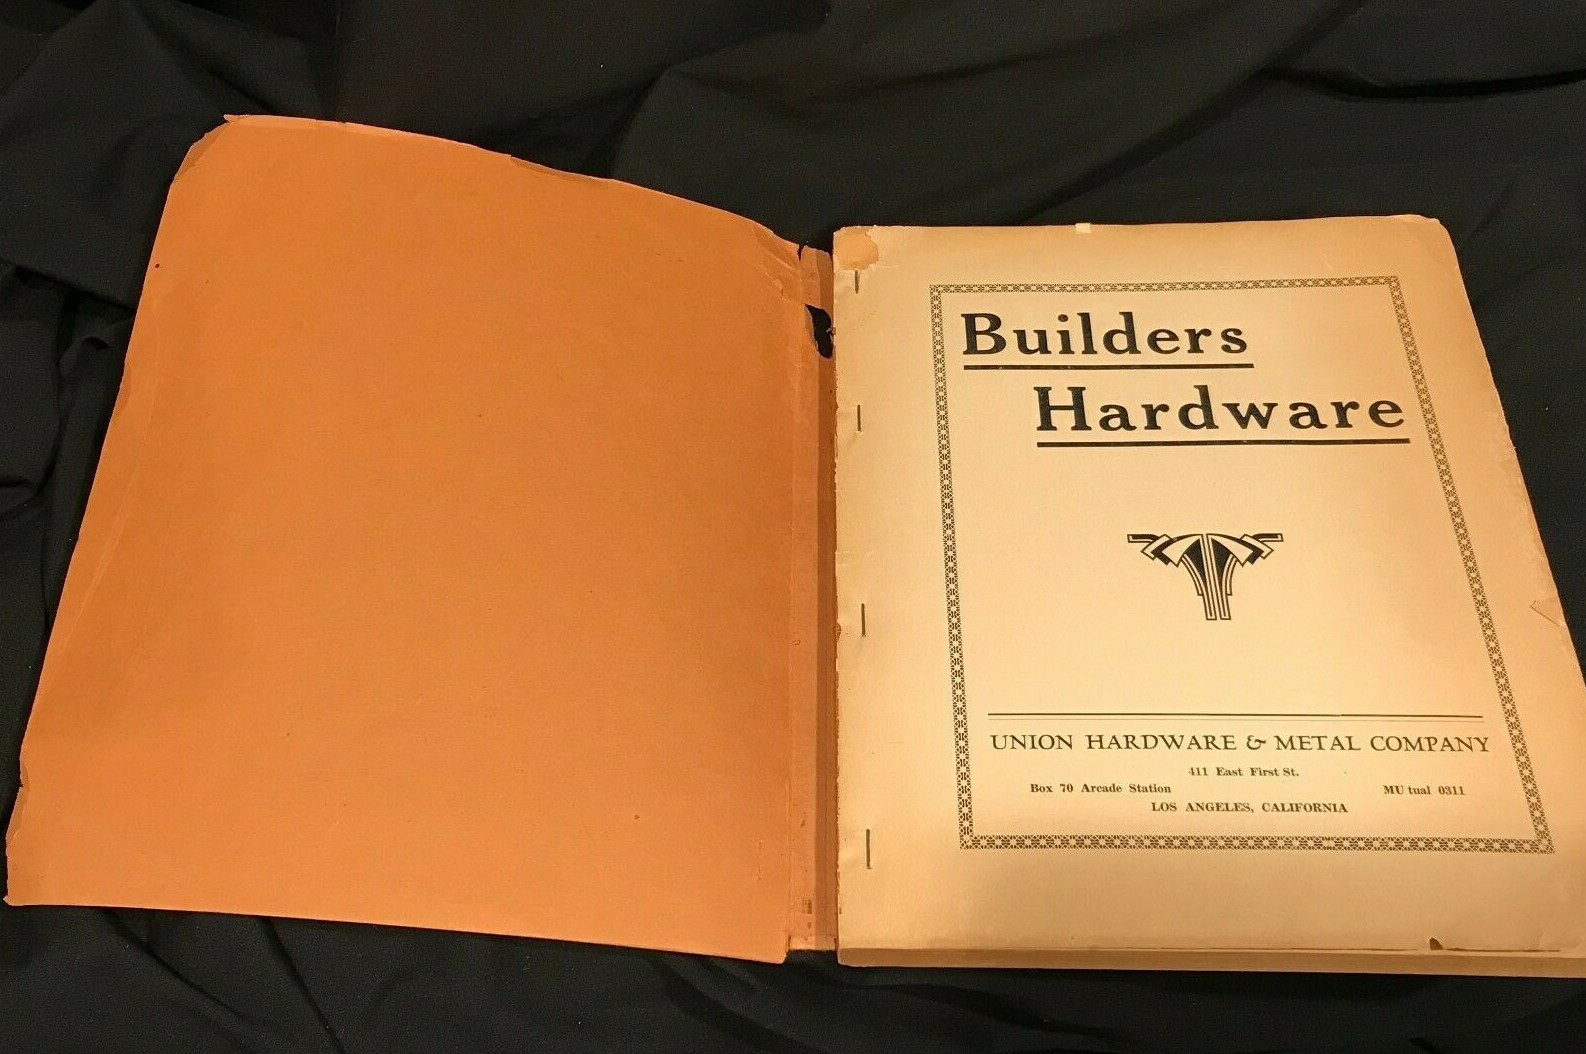 Builders
Hardware
UNION HARDWARE & METAL COMPANY
411 East First St.
Box 70 Arcade Station MU tual 0311
LOS ANGELES, CALIFORNIA